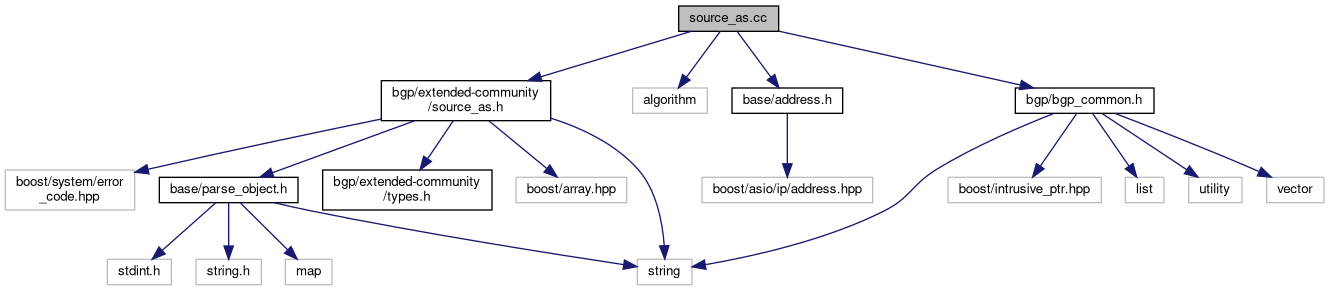 source_as.cc
bgp/extended-community
/source_as.h
algorithm
base/address.h
bgp/bgp_common.h
boost/system/error
_code.hpp
base/parse_object.h
bgp/extended-community
/types.h
boost/array.hpp
boost/asio/ip/address.hpp
boost/intrusive_ptr.hpp
list
utility
vector
stdint.h
string.h
map
string